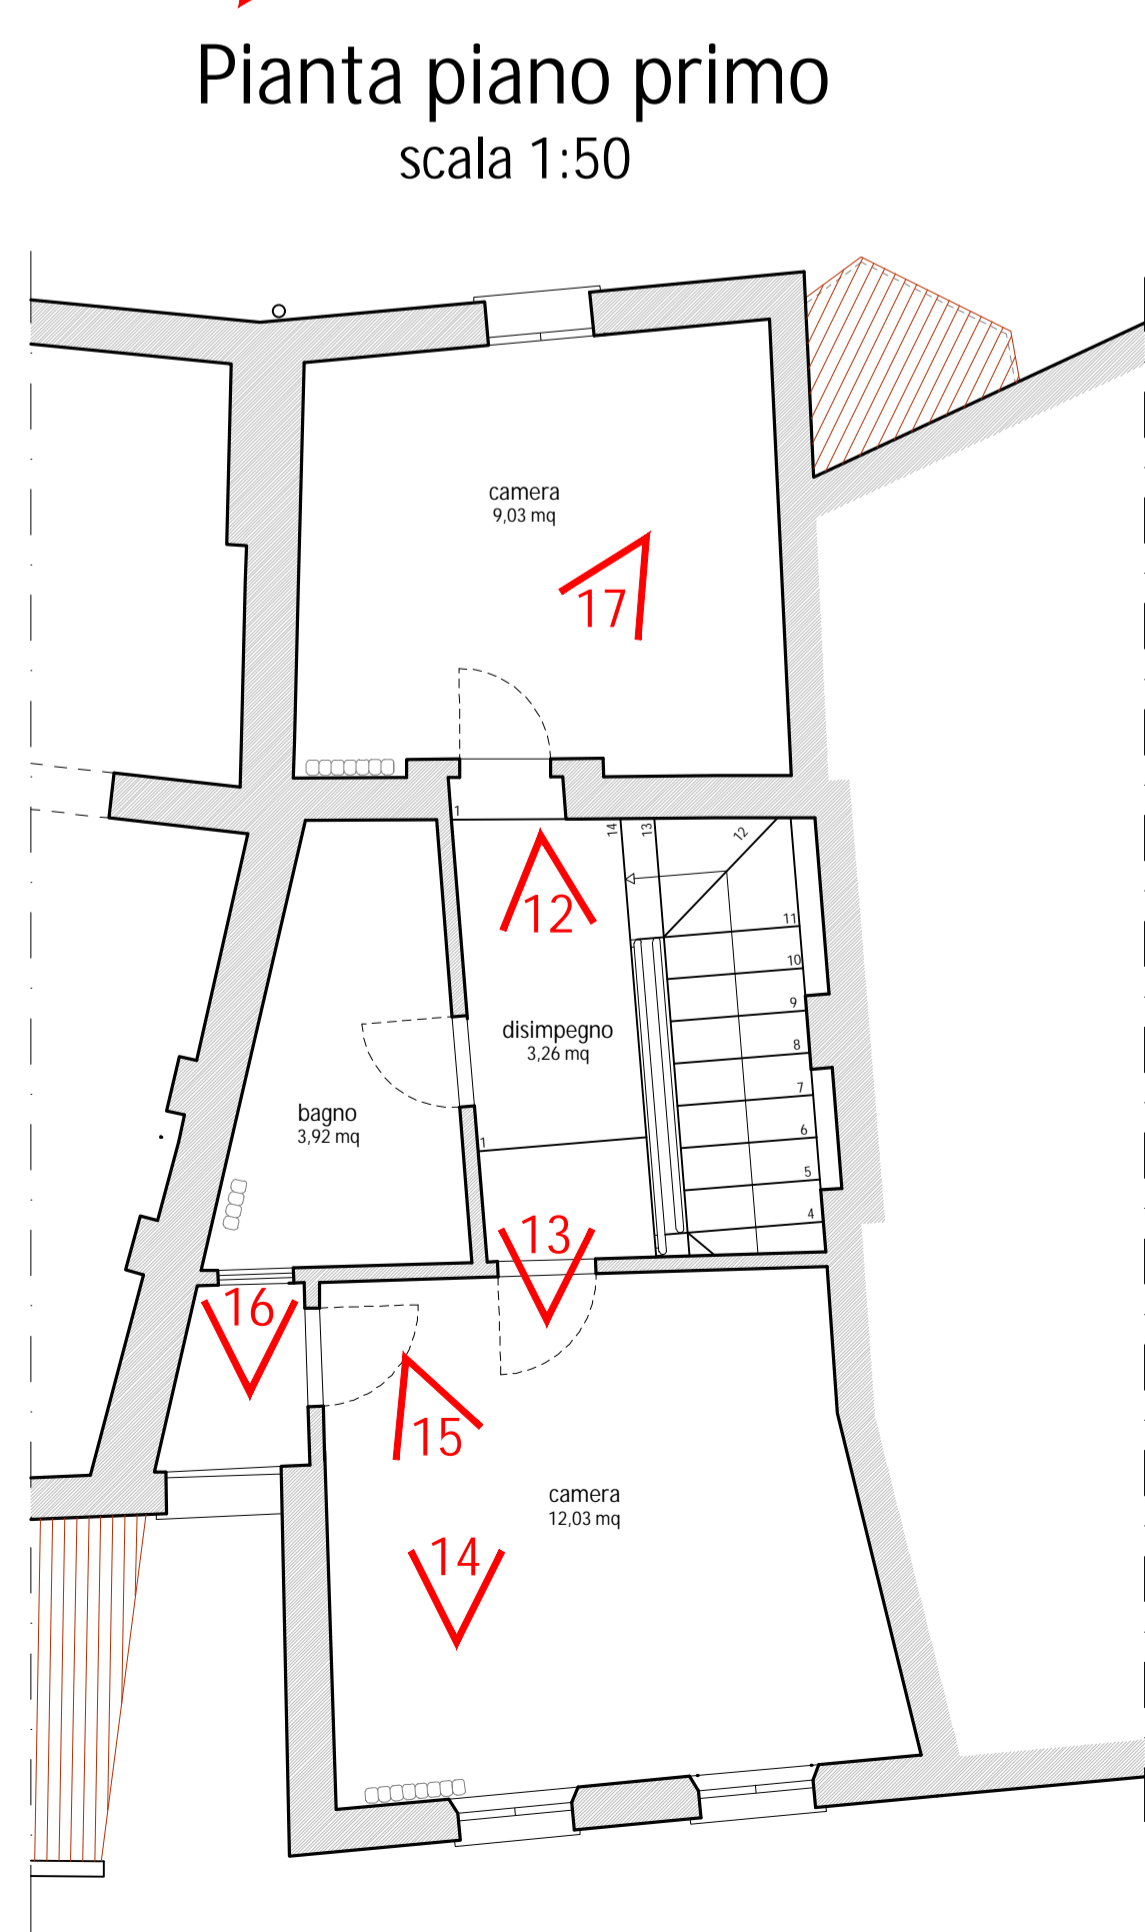 Pianta piano primo
scala 1:50
camera
9,03 mq
17
1
14
13
12
12
11
10
9
disimpegno
3,26 mq
8
7
bagno
3,92 mq
6
1
5
4
13
16
15
camera
12,03 mq
14